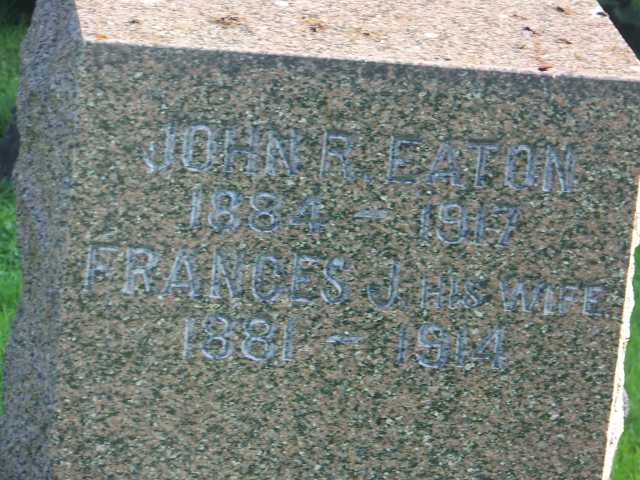 JOHN R. EATON
1884 – 1917
FRANCES J. HIS WIFE
1881 – 1914